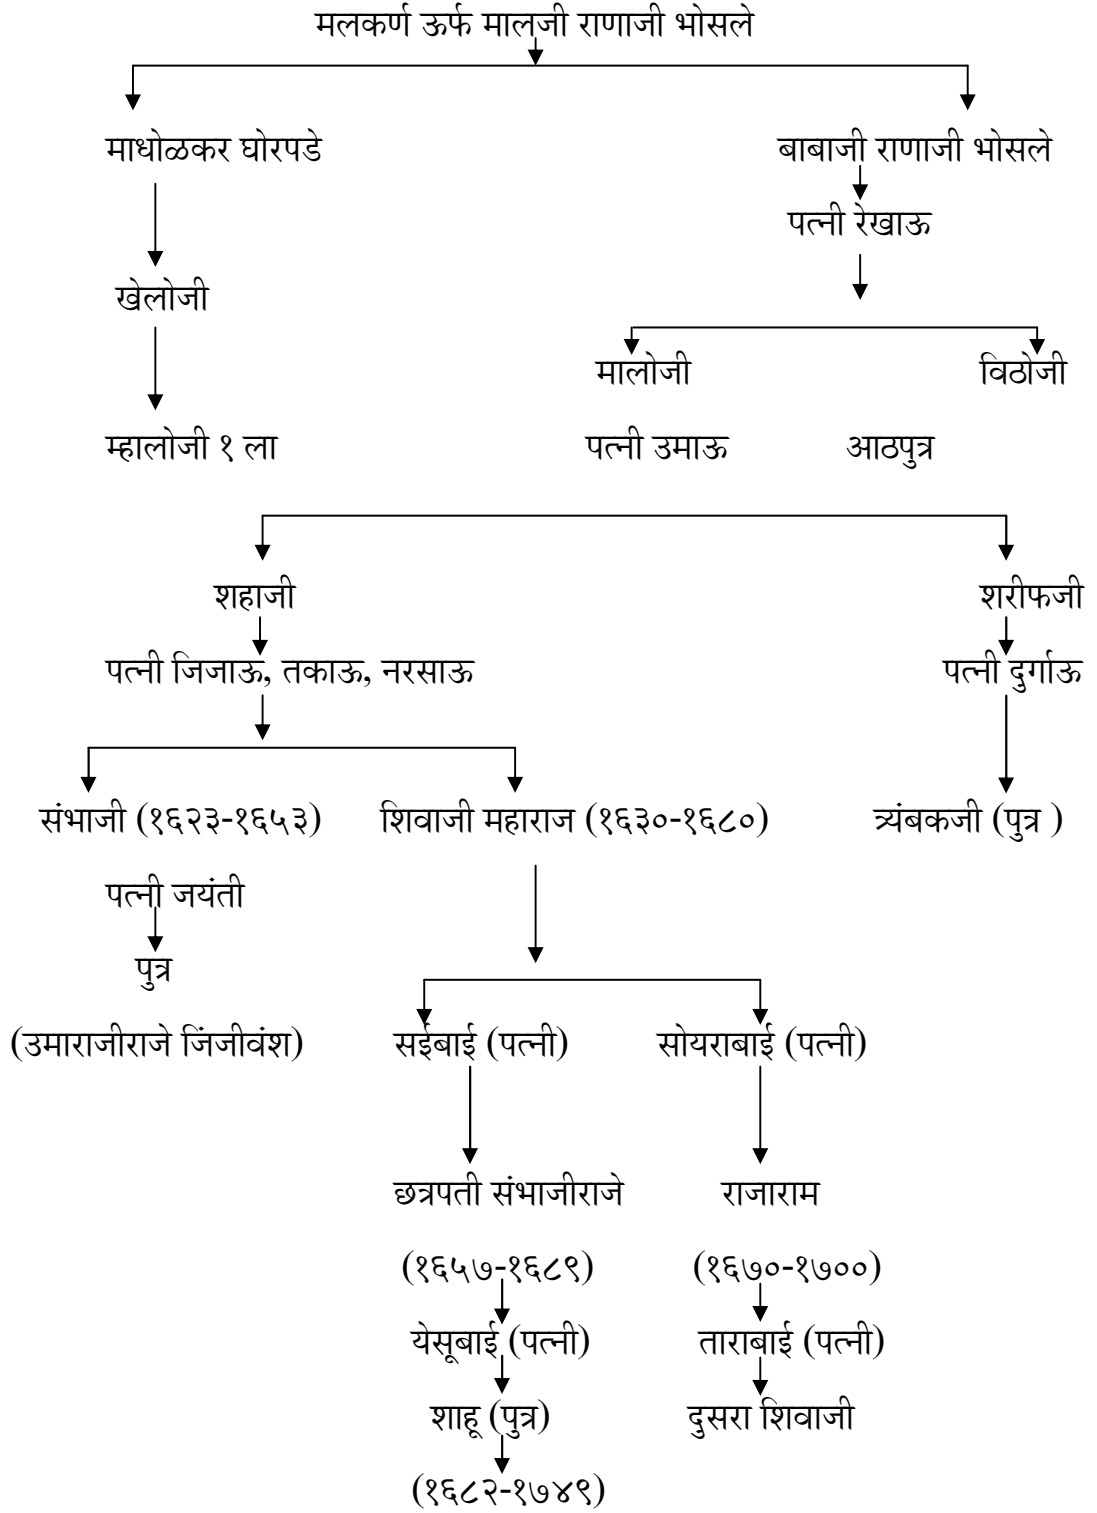 मलकर्ण ऊर्फ मालजी राणाजी भोसले
माधोळकर घोरपडे
बाबाजी राणाजी भोसले
पत्नी रेखाऊ
खेलोजी
मालोजी
विठोजी
म्हालोजी १ ला
पत्नी उमाऊ
आठपुत्र
शहाजी
शरीफजी
पत्नी जिजाऊ, तकाऊ, नरसाऊ
पत्नी दुर्गाऊ
संभाजी (१६२३-१६५३)
शिवाजी महाराज (१६३०-१६८०)
त्र्यंबकजी (पुत्र )
पत्नी जयंती
पुत्र
(उमाराजीराजे जिंजीवंश)
सईबाई (पत्नी)
सोयराबाई (पत्नी)
छत्रपती संभाजीराजे
राजाराम
(१६५७-१६८९)
(१६७०-१७००)
येसूबाई (पत्नी)
ताराबाई (पत्नी)
शाहू (पुत्र)
दुसरा शिवाजी
(१६८२-१७४९)